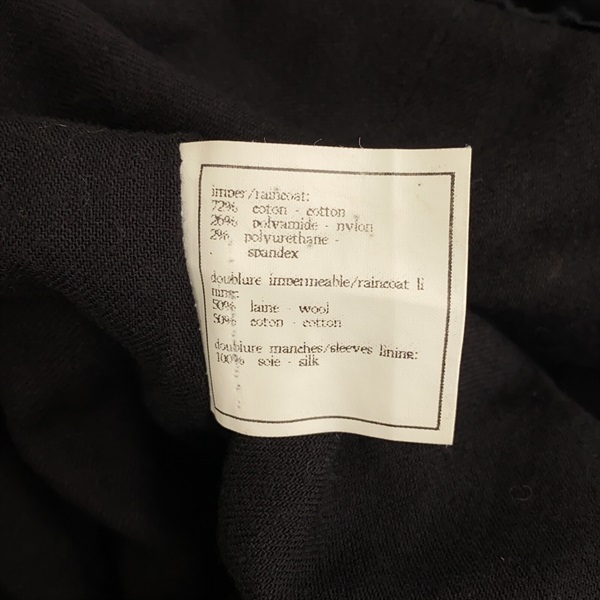 imper/raincoat:
72% coton - cotton
26% polyamide - nylon
2% polyurethane -
. spandex
doublure impermeable/raincoat li
ning:
50% laine - wool
50% coton - cotton
doublure manches/sleeves lining:
100% soie - silk